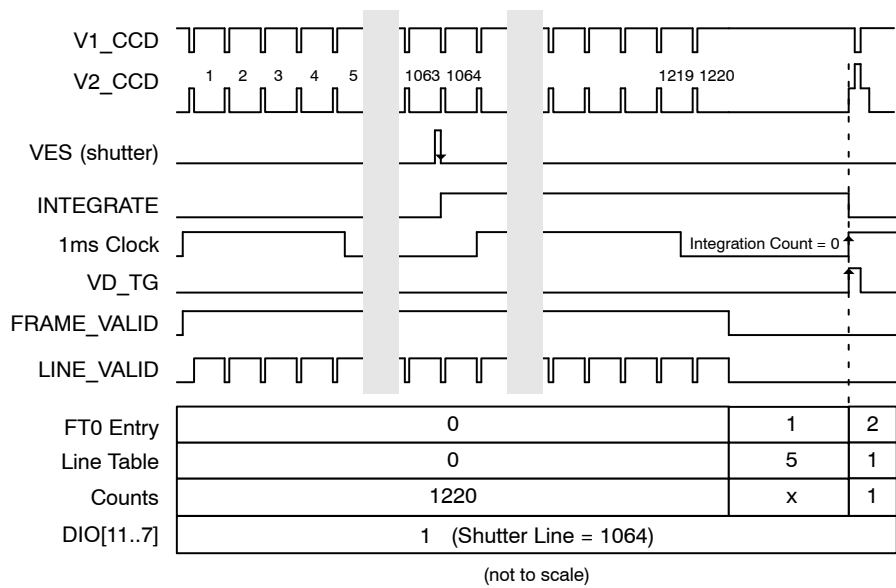 V1_CCD
V2_CCD
1 2 3 4 5 1063 1064 1219 1220
VES (shutter)
INTEGRATE
1ms Clock
Integration Count = 0
VD_TG
FRAME_VALID
LINE_VALID
FT0 Entry 0 1 2
Line Table 0 5 1
Counts 1220 x 1
DIO[11..7] 1 (Shutter Line = 1064)
(not to scale)